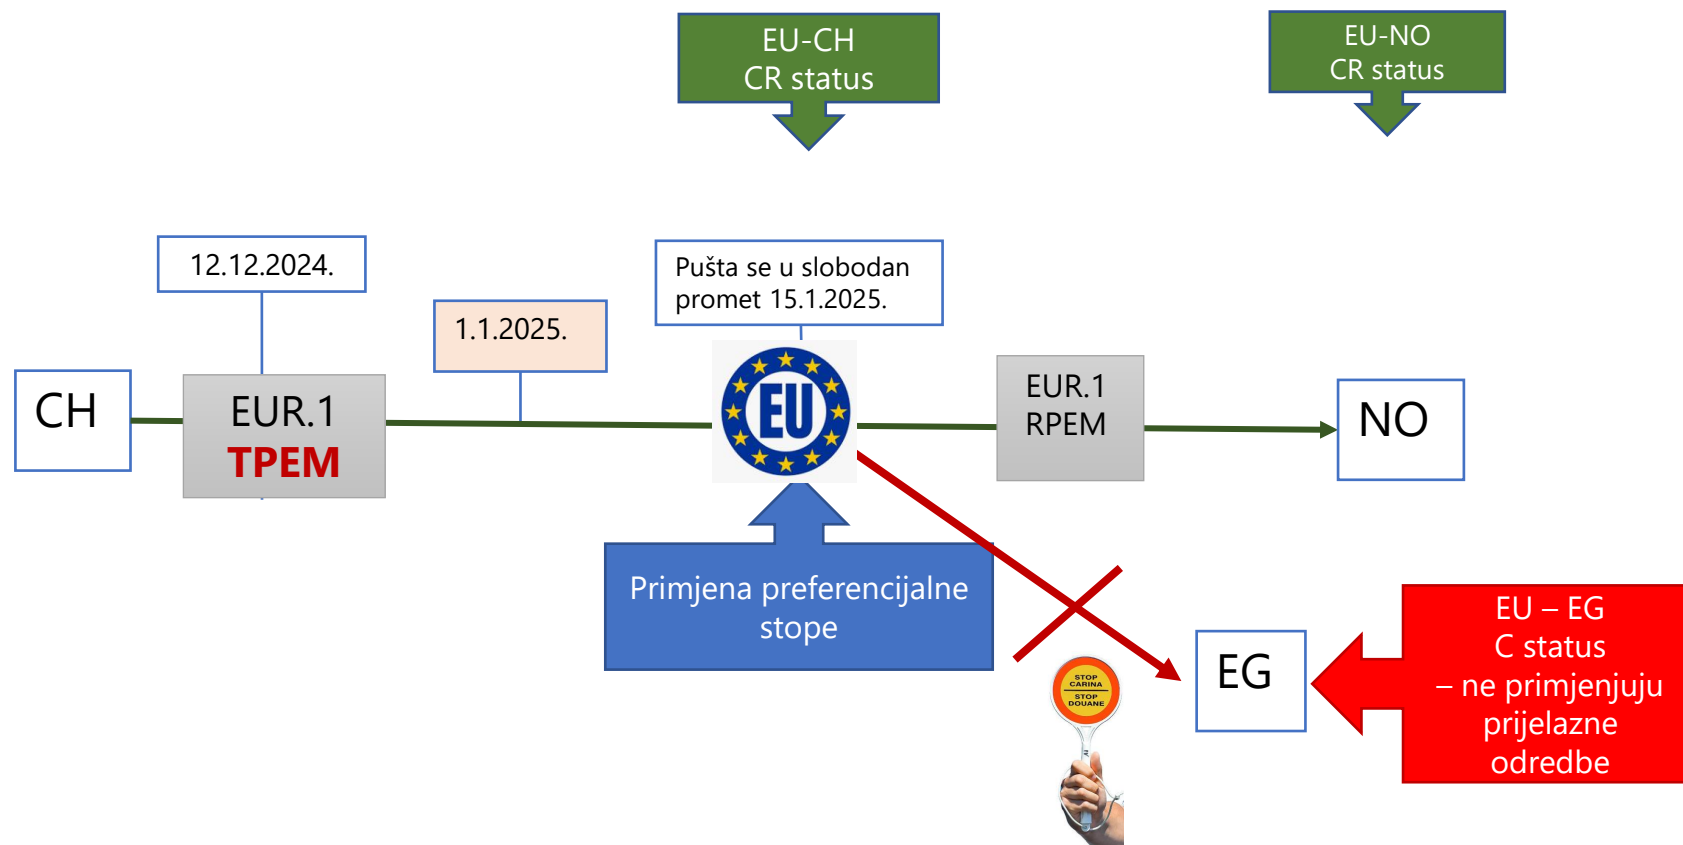 EU-CH
CR status
EU-NO
CR status
12.12.2024.
1.1.2025.
Pušta se u slobodan
promet 15.1.2025.
CH
EUR.1
TPEM
EU
EUR.1
RPEM
NO
Primjena preferencijalne
stope
STOP
CARINA
STOP
DOUANE
EG
EU – EG
C status
– ne primjenjuju
prijelazne
odredbe